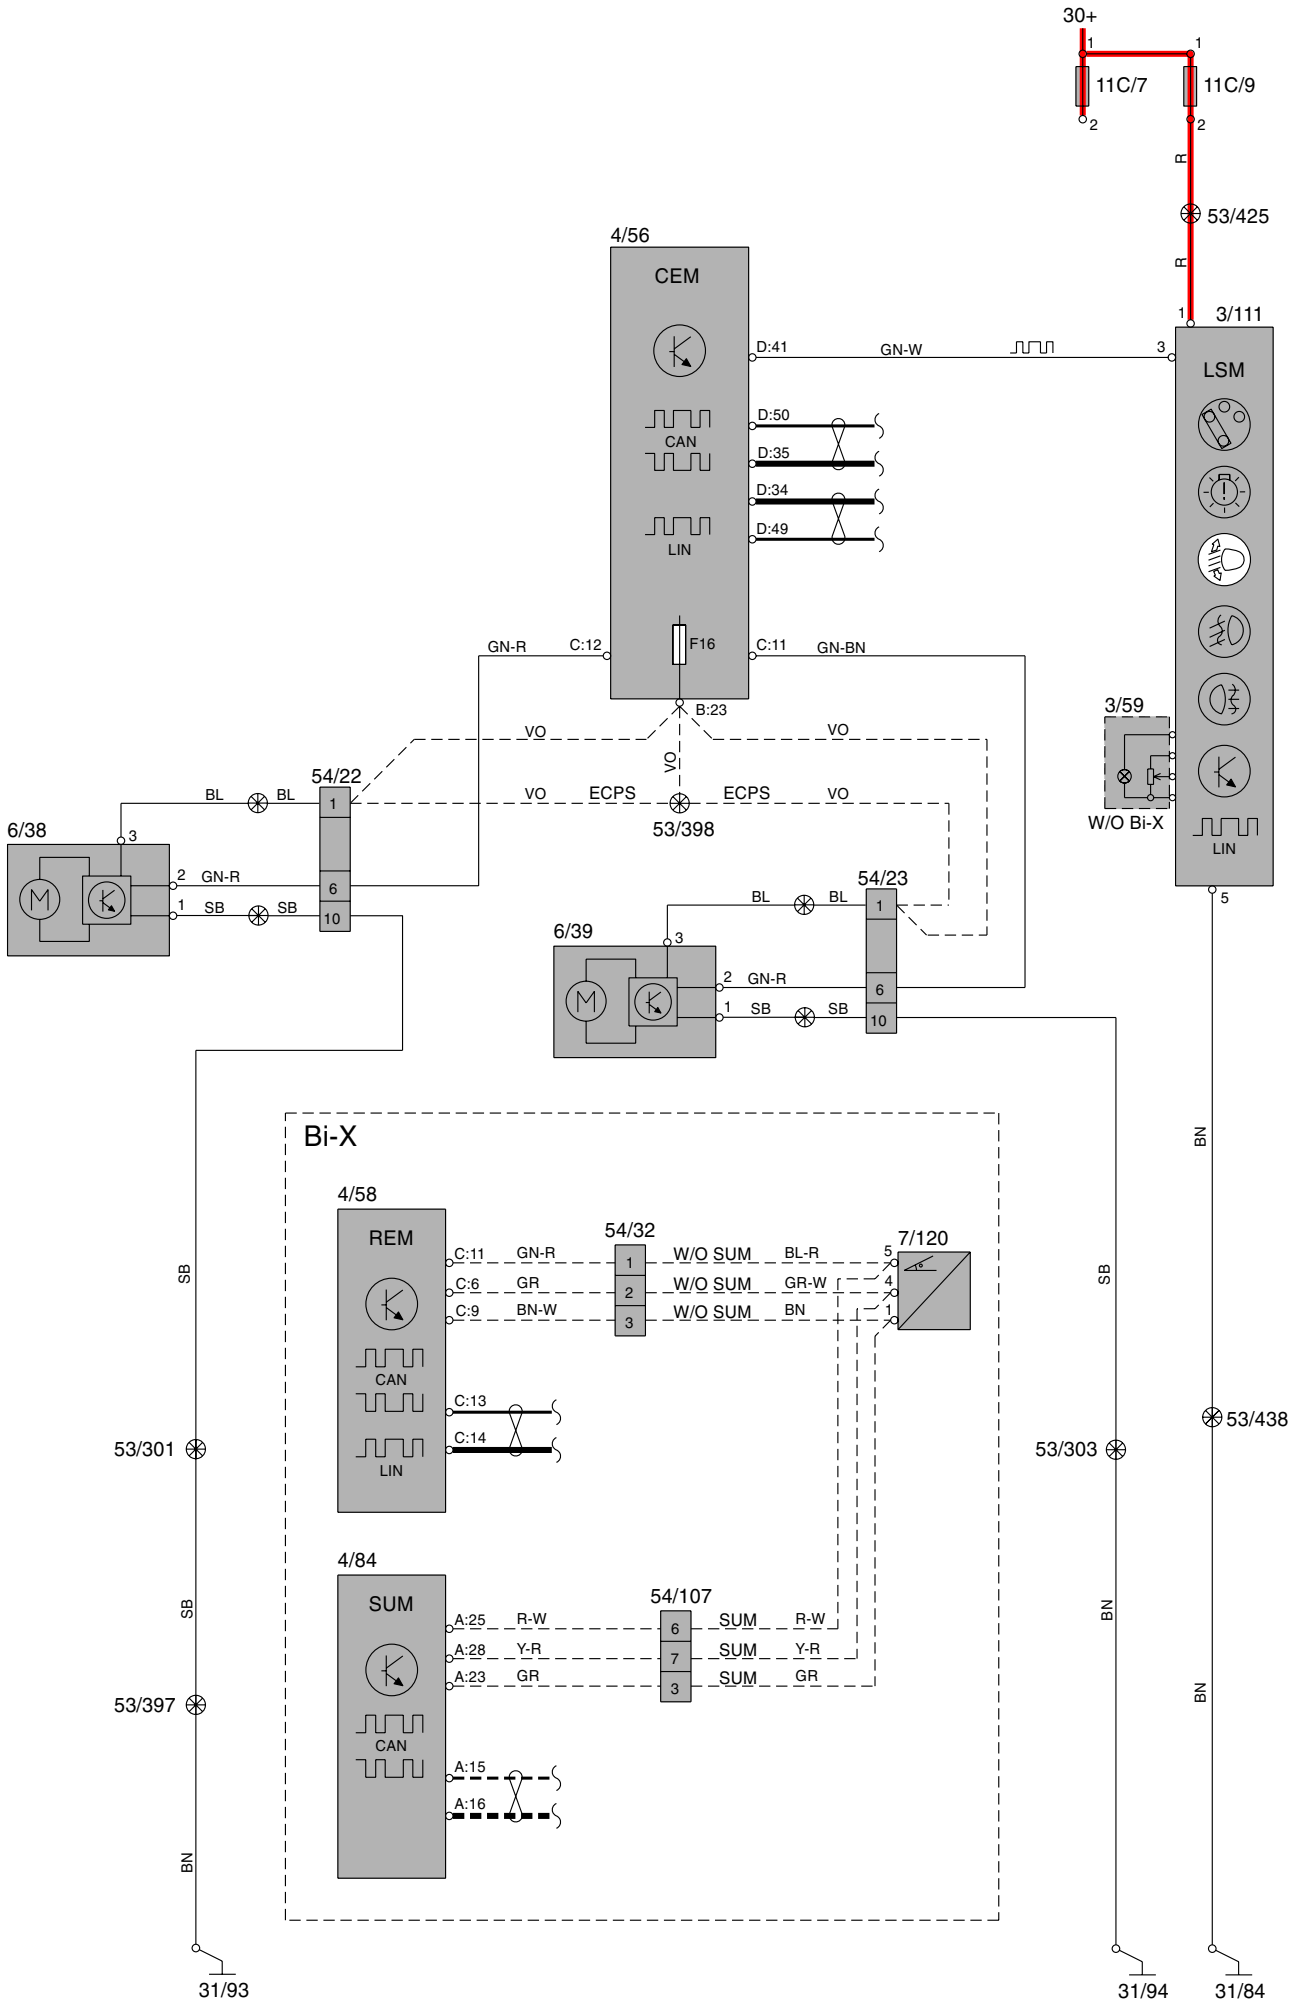 30+
1
1
11C/7
11C/9
2
2
R
53/425
R
4/56
CEM
1
3/111
D:41
GN-W
3
LSM
D:50
CAN
D:35
D:34
D:49
LIN
GN-R
C:12
F16
C:11
GN-BN
B:23
3/59
VO
VO
VO
54/22
BL
BL
1
VO
ECPS
ECPS
VO
53/398
W/O Bi-X
LIN
6/38
3
M
2
GN-R
6
1
SB
SB
10
54/23
BL
BL
1
5
6/39
3
M
2
GN-R
6
1
SB
SB
10
Bi-X
BN
4/58
REM
54/32
7/120
C:11
GN-R
1
W/O SUM
BL-R
5
C:6
GR
2
W/O SUM
GR-W
4
C:9
BN-W
3
W/O SUM
BN
1
SB
SB
CAN
C:13
C:14
LIN
53/301
53/303
53/438
4/84
SUM
54/107
A:25
R-W
6
SUM
R-W
A:28
Y-R
7
SUM
Y-R
A:23
GR
3
SUM
GR
SB
BN
BN
53/397
CAN
A:15
A:16
BN
31/93
31/94
31/84